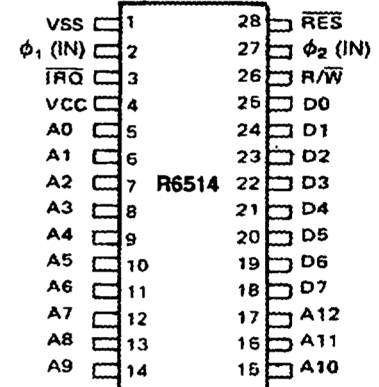 VSS 1 28 R̅E̅S̅
ϕ₁ (IN) 2 27 ϕ₂ (IN)
I̅R̅Q̅ 3 26 R/W̅
VCC 4 25 D0
A0 5 24 D1
A1 6 23 D2
A2 7 R6514 22 D3
A3 8 21 D4
A4 9 20 D5
A5 10 19 D6
A6 11 18 D7
A7 12 17 A12
A8 13 16 A11
A9 14 15 A10